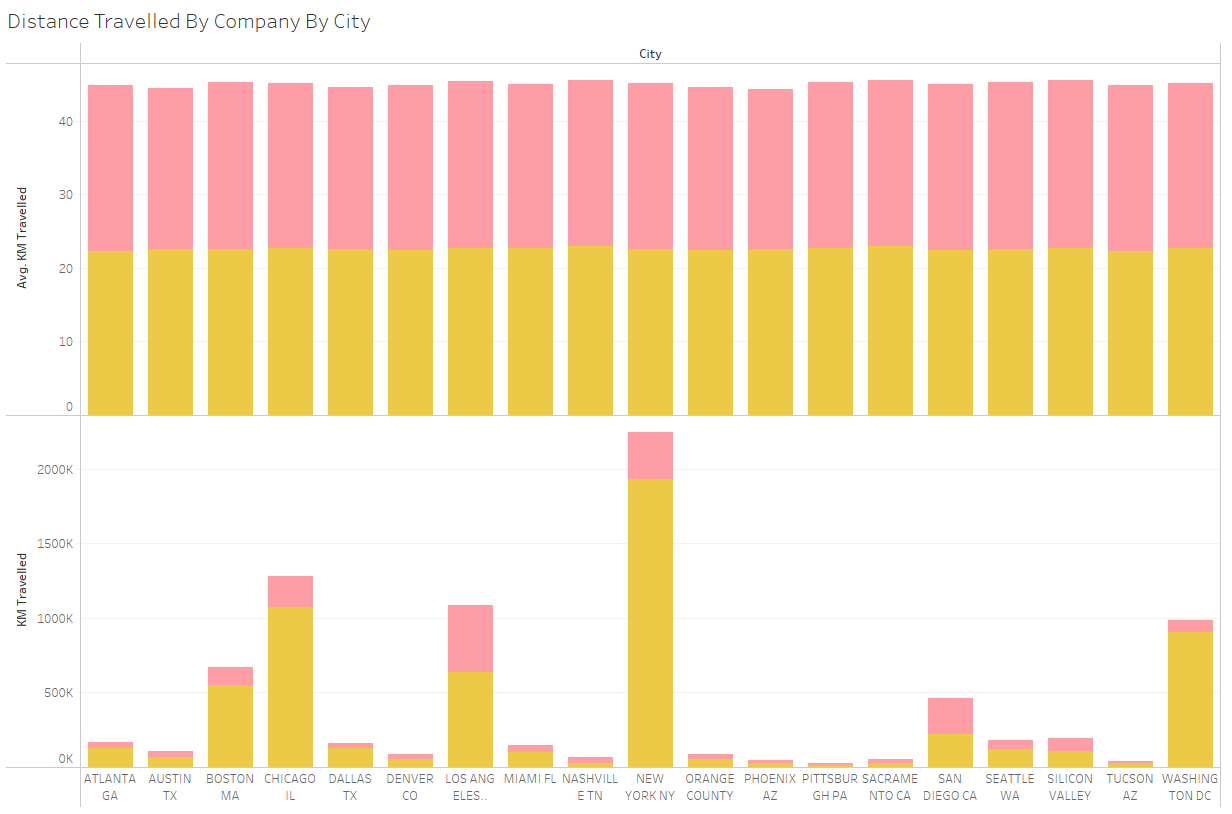 Distance Travelled By Company By City
City
Avg. KM Travelled
40
30
20
10
0
KM Travelled
2000K
1500K
1000K
500K
0K
ATLANTA
GA
AUSTIN
TX
BOSTON
MA
CHICAGO
IL
DALLAS
TX
DENVER
CO
LOS ANG
ELES..
MIAMI FL
NASHVILL
E TN
NEW
YORK NY
ORANGE
COUNTY
PHOENIX
AZ
PITTSBUR
GH PA
SACRAME
NTO CA
SAN
DIEGO CA
SEATTLE
WA
SILICON
VALLEY
TUCSON
AZ
WASHING
TON DC